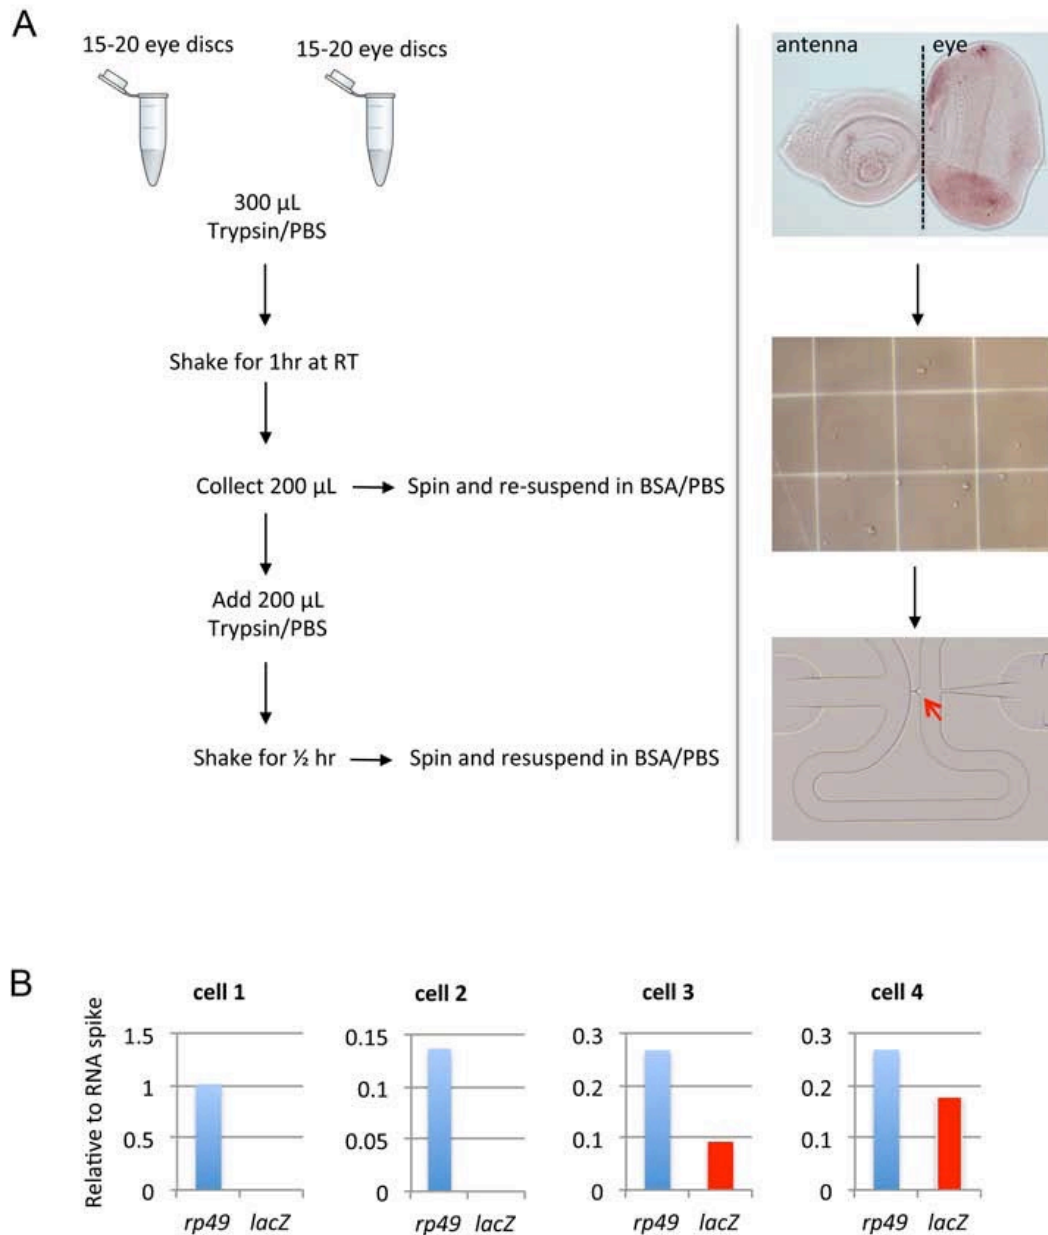 A
15-20 eye discs
15-20 eye discs
300 µL
Trypsin/PBS
Shake for 1hr at RT
Collect 200 µL
Spin and re-suspend in BSA/PBS
Add 200 µL
Trypsin/PBS
Shake for ½ hr
Spin and resuspend in BSA/PBS
antenna
eye
B
Relative to RNA spike
cell 1
1.5
1
0.5
0
rp49 lacZ
cell 2
0.15
0.1
0.05
0
rp49 lacZ
cell 3
0.3
0.2
0.1
0
rp49 lacZ
cell 4
0.3
0.2
0.1
0
rp49 lacZ